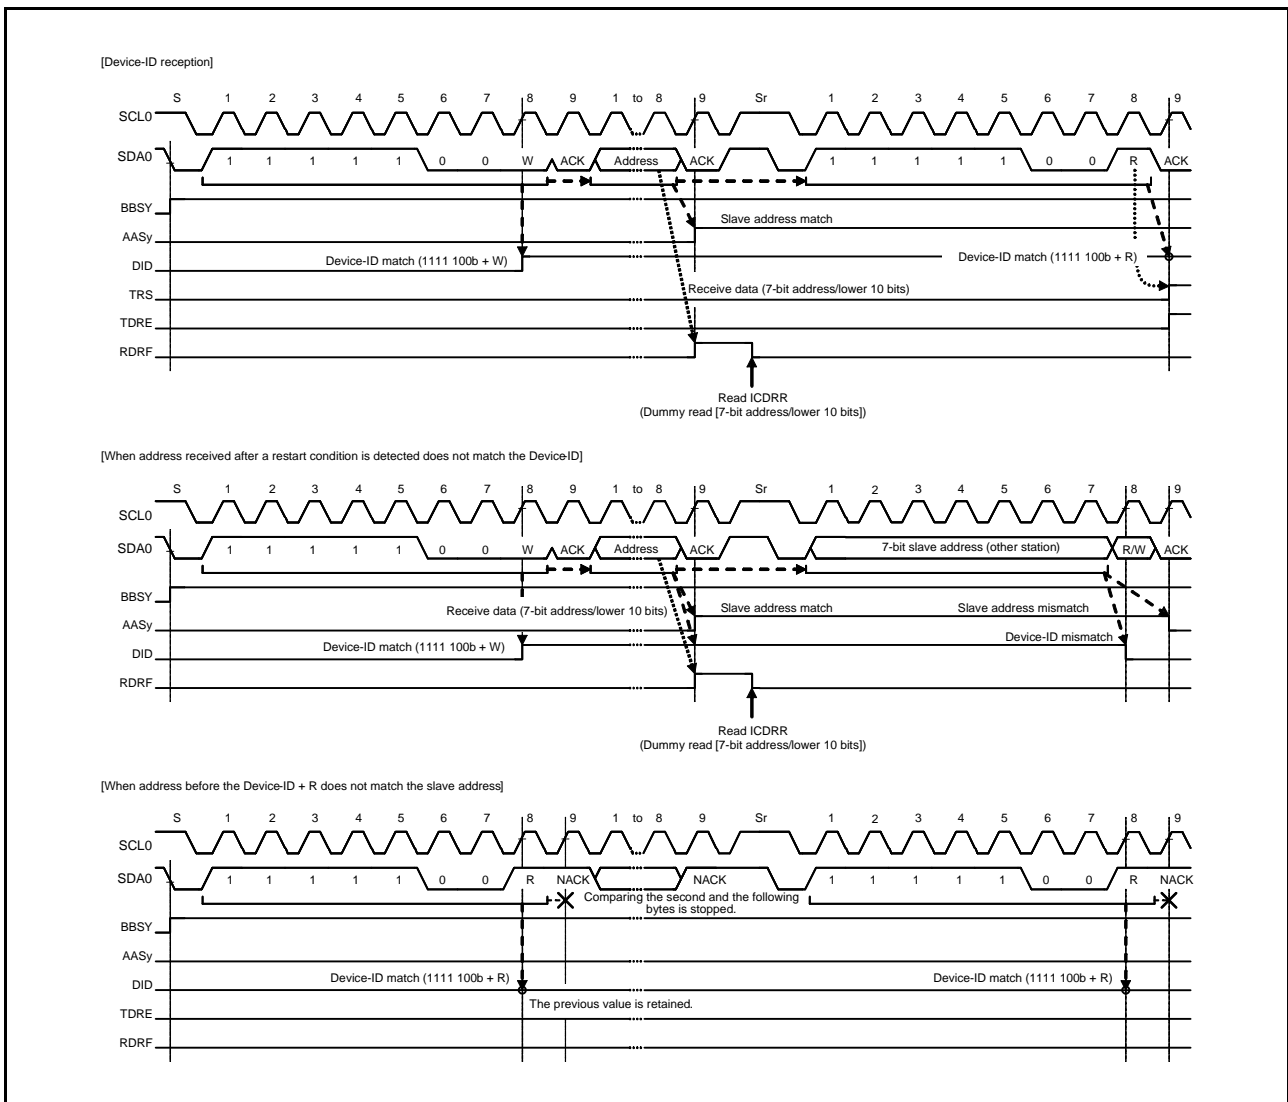 [Device-ID reception]
S 1 2 3 4 5 6 7 8 9 1 to 8 9 Sr 1 2 3 4 5 6 7 8 9
SCL0
SDA0 1 1 1 1 1 0 0 W ACK Address ACK 1 1 1 1 1 0 0 R ACK
BBSY
Slave address match
AASy
Device-ID match (1111 100b + W) Device-ID match (1111 100b + R)
DID
Receive data (7-bit address/lower 10 bits)
TRS
TDRE
RDRF
Read ICDRR
(Dummy read [7-bit address/lower 10 bits])
[When address received after a restart condition is detected does not match the Device-ID]
S 1 2 3 4 5 6 7 8 9 1 to 8 9 Sr 1 2 3 4 5 6 7 8 9
SCL0
SDA0 1 1 1 1 1 0 0 W ACK Address ACK 7-bit slave address (other station) R/W ACK
BBSY
Receive data (7-bit address/lower 10 bits) Slave address match Slave address mismatch
AASy
Device-ID match (1111 100b + W) Device-ID mismatch
DID
RDRF
Read ICDRR
(Dummy read [7-bit address/lower 10 bits])
[When address before the Device-ID + R does not match the slave address]
S 1 2 3 4 5 6 7 8 9 1 to 8 9 Sr 1 2 3 4 5 6 7 8 9
SCL0
SDA0 1 1 1 1 1 0 0 R NACK NACK 1 1 1 1 1 0 0 R NACK
Comparing the second and the following
bytes is stopped.
BBSY
AASy
Device-ID match (1111 100b + R) Device-ID match (1111 100b + R)
DID
The previous value is retained.
TDRE
RDRF